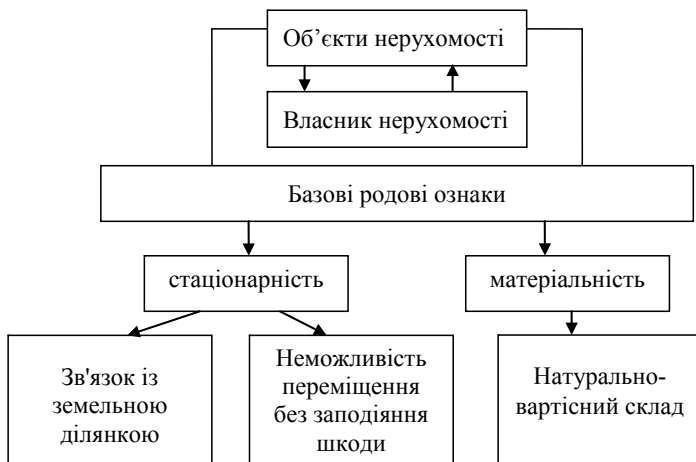 Об’єкти нерухомості
Власник нерухомості
Базові родові ознаки
стаціонарність
матеріальність
Зв'язок із
земельною
ділянкою
Неможливість
переміщення
без заподіяння
шкоди
Натурально-
вартісний склад